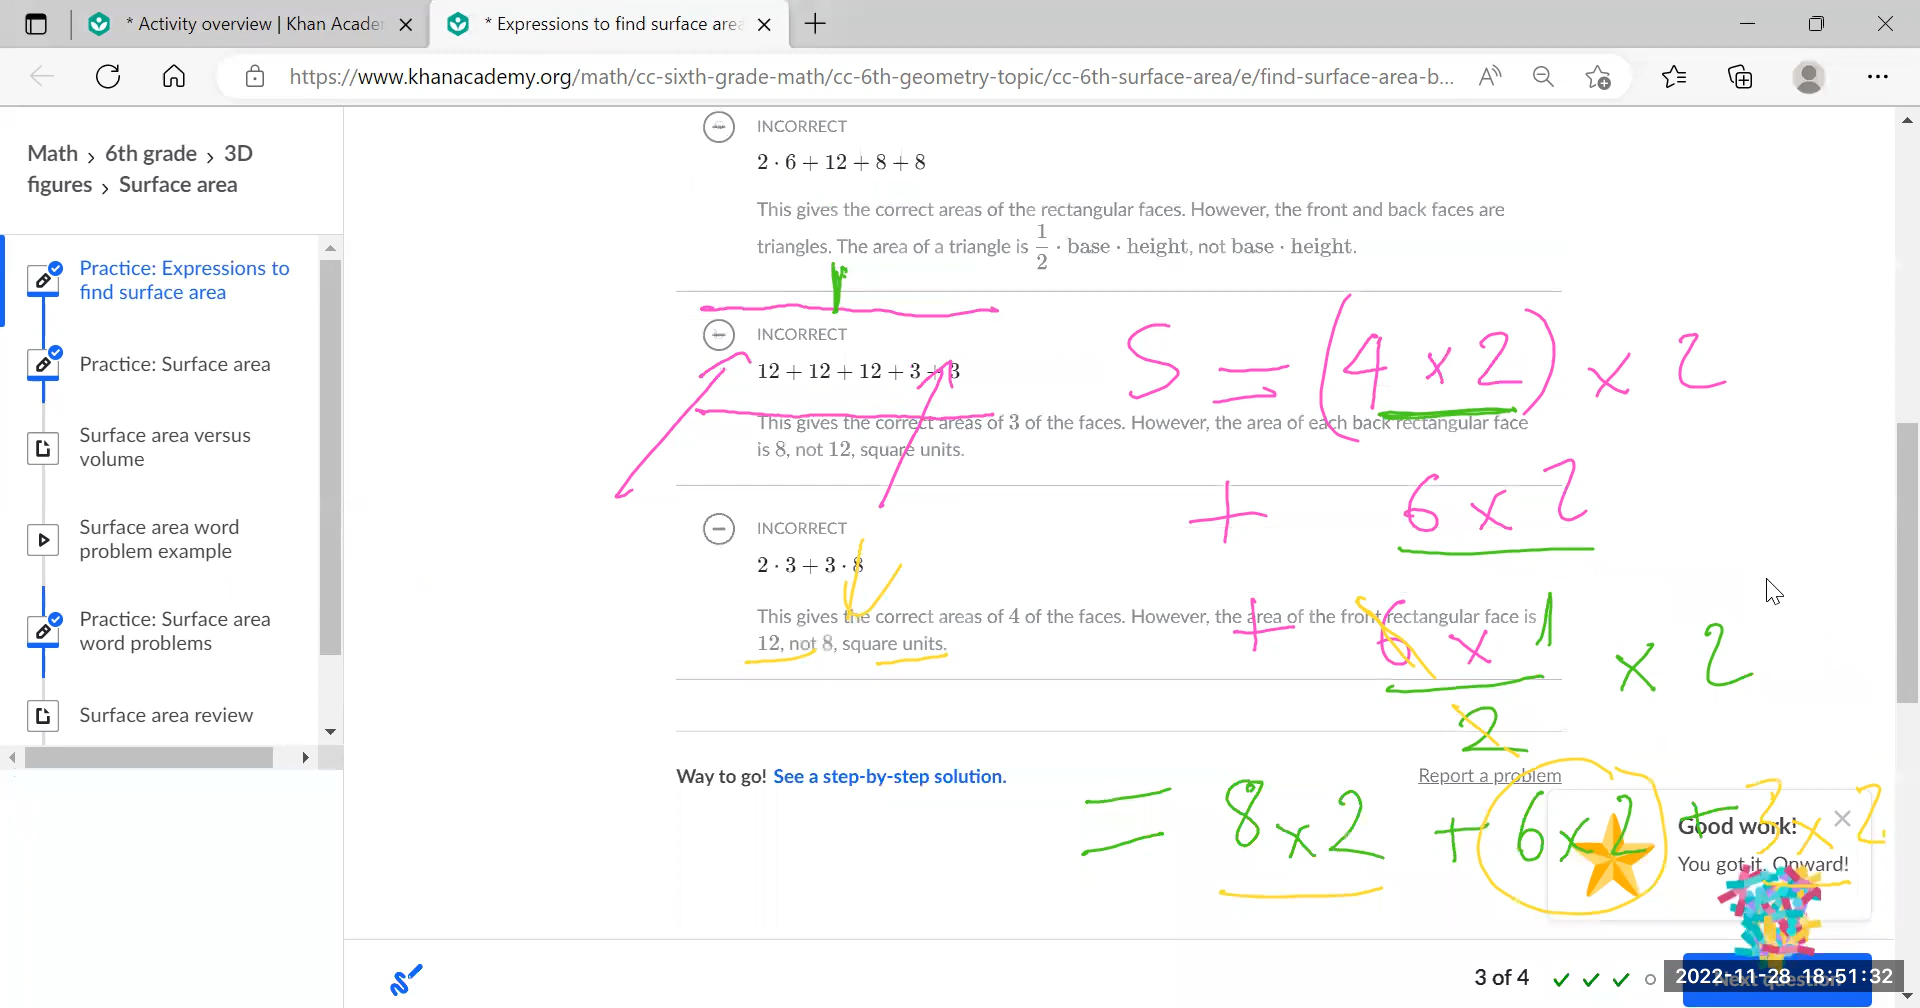 * Activity overview | Khan Acade
* Expressions to find surface are
https://www.khanacademy.org/math/cc-sixth-grade-math/cc-6th-geometry-topic/cc-6th-surface-area/e/find-surface-area-b...
Math > 6th grade > 3D
figures > Surface area
Practice: Expressions to
find surface area
Practice: Surface area
Surface area versus
volume
Surface area word
problem example
Practice: Surface area
word problems
Surface area review
INCORRECT
2 · 6 + 12 + 8 + 8
This gives the correct areas of the rectangular faces. However, the front and back faces are
triangles. The area of a triangle is 1/2 · base · height, not base · height.
INCORRECT
12 + 12 + 12 + 3 + 3
This gives the correct areas of 3 of the faces. However, the area of each back rectangular face
is 8, not 12, square units.
INCORRECT
2 · 3 + 3 · 8
This gives the correct areas of 4 of the faces. However, the area of the front rectangular face is
12, not 8, square units.
S = (4 × 2) × 2
+ 6 × 2
+ 6 × 1 / 2 × 2
= 8 × 2 + 6 × 2 + 3 × 2
Way to go! See a step-by-step solution.
Report a problem
Good work!
You got it. Onward!
3 of 4
Next question
2022-11-28 18:51:32